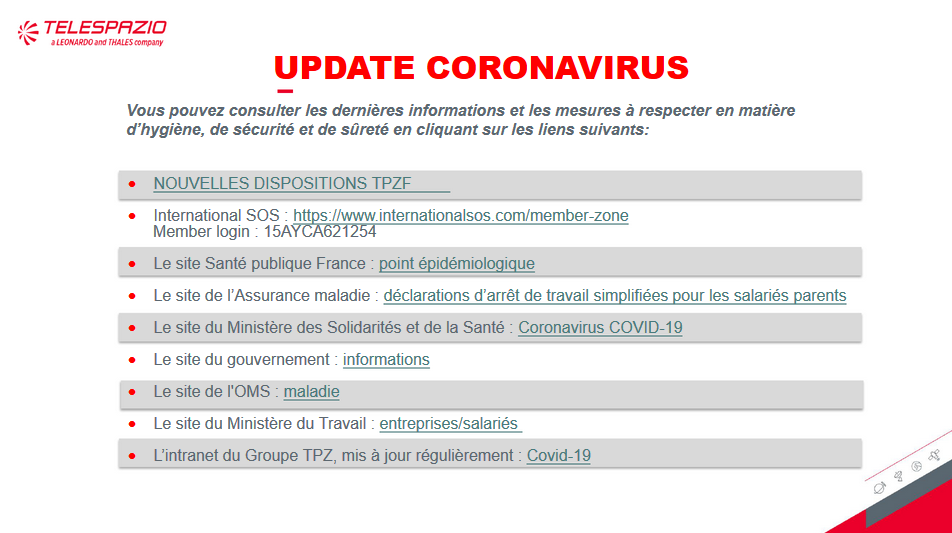 TELESPAZIO
a LEONARDO and THALES company
UPDATE CORONAVIRUS
Vous pouvez consulter les dernières informations et les mesures à respecter en matière
d’hygiène, de sécurité et de sûreté en cliquant sur les liens suivants:
NOUVELLES DISPOSITIONS TPZF
International SOS : https://www.internationalsos.com/member-zone
Member login : 15AYCA621254
Le site Santé publique France : point épidémiologique
Le site de l’Assurance maladie : déclarations d’arrêt de travail simplifiées pour les salariés parents
Le site du Ministère des Solidarités et de la Santé : Coronavirus COVID-19
Le site du gouvernement : informations
Le site de l'OMS : maladie
Le site du Ministère du Travail : entreprises/salariés
L’intranet du Groupe TPZ, mis à jour régulièrement : Covid-19